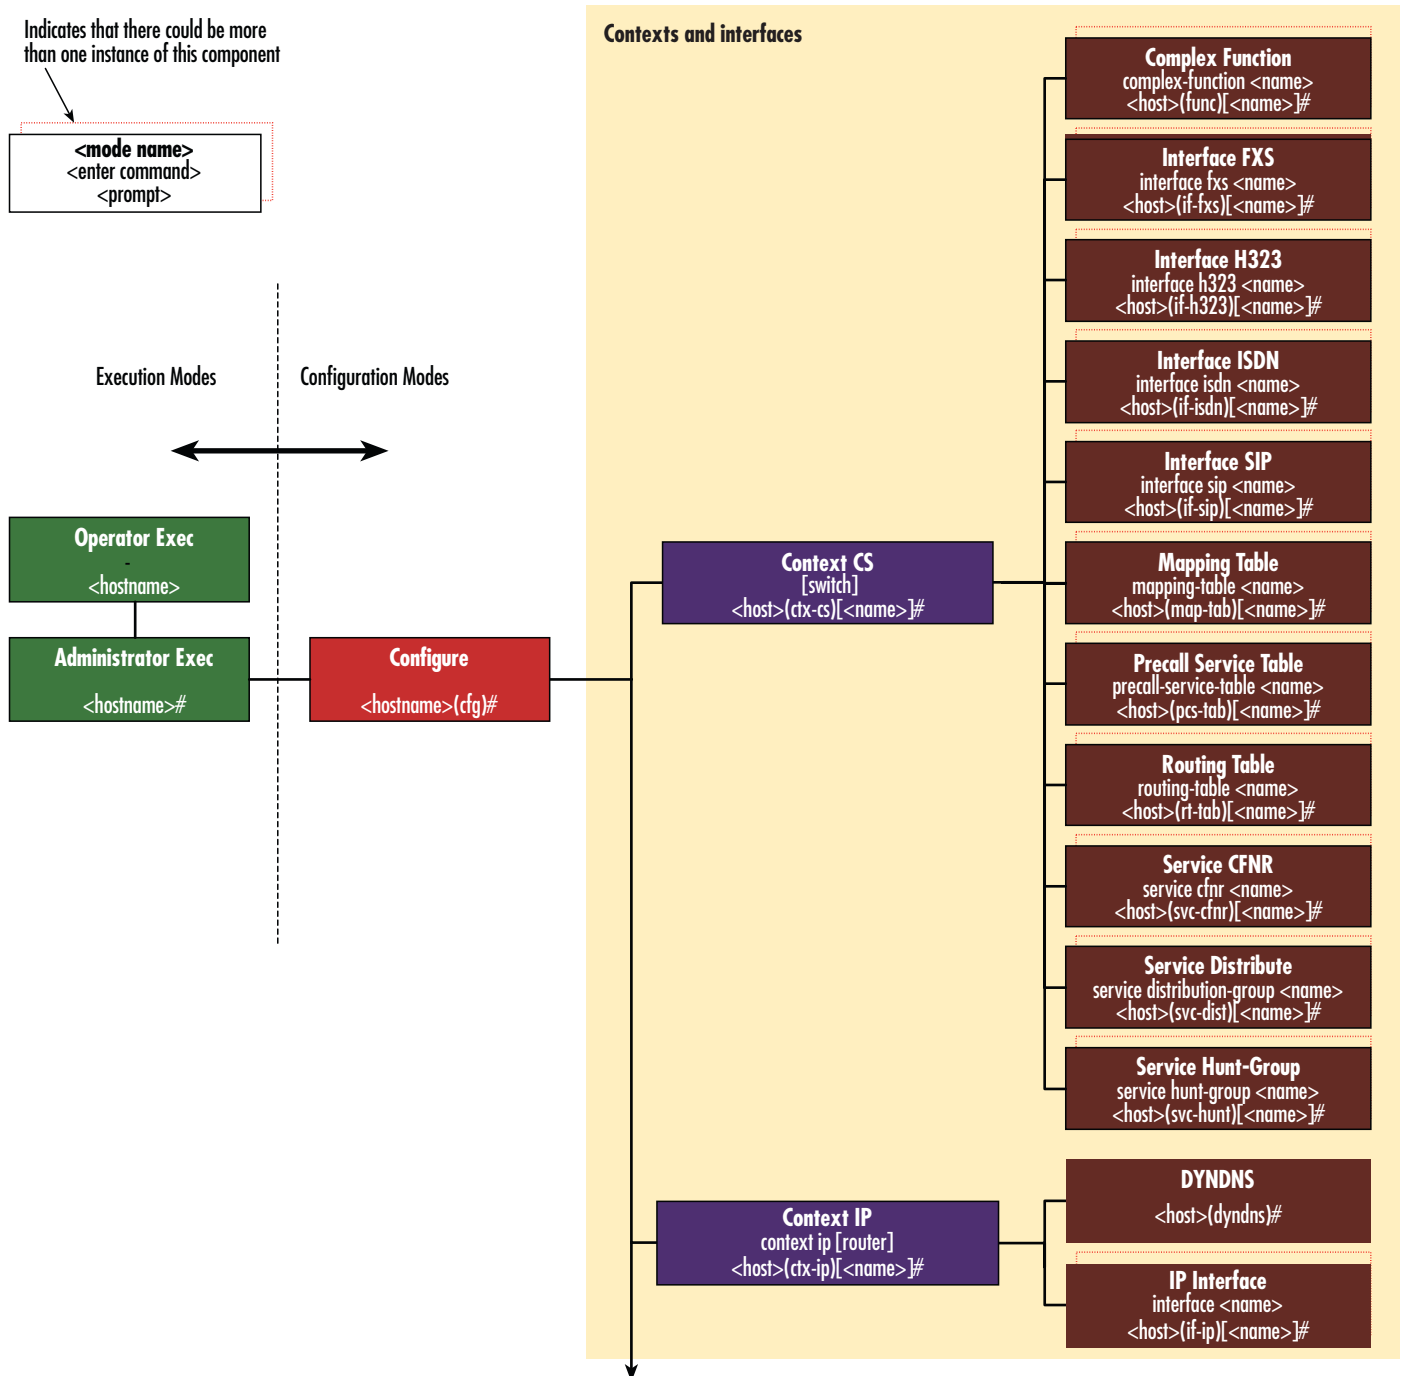 Indicates that there could be more
than one instance of this component
<mode name>
<enter command>
<prompt>
Execution Modes
Configuration Modes
Operator Exec
-
<hostname>
Administrator Exec
<hostname>#
Configure
<hostname>(cfg)#
Contexts and interfaces
Context CS
[switch]
<host>(ctx-cs)[<name>]#
Complex Function
complex-function <name>
<host>(func)[<name>]#
Interface FXS
interface fxs <name>
<host>(if-fxs)[<name>]#
Interface H323
interface h323 <name>
<host>(if-h323)[<name>]#
Interface ISDN
interface isdn <name>
<host>(if-isdn)[<name>]#
Interface SIP
interface sip <name>
<host>(if-sip)[<name>]#
Mapping Table
mapping-table <name>
<host>(map-tab)[<name>]#
Precall Service Table
precall-service-table <name>
<host>(pcs-tab)[<name>]#
Routing Table
routing-table <name>
<host>(rt-tab)[<name>]#
Service CFNR
service cfnr <name>
<host>(svc-cfnr)[<name>]#
Service Distribute
service distribution-group <name>
<host>(svc-dist)[<name>]#
Service Hunt-Group
service hunt-group <name>
<host>(svc-hunt)[<name>]#
Context IP
context ip [router]
<host>(ctx-ip)[<name>]#
DYNDNS
<host>(dyndns)#
IP Interface
interface <name>
<host>(if-ip)[<name>]#